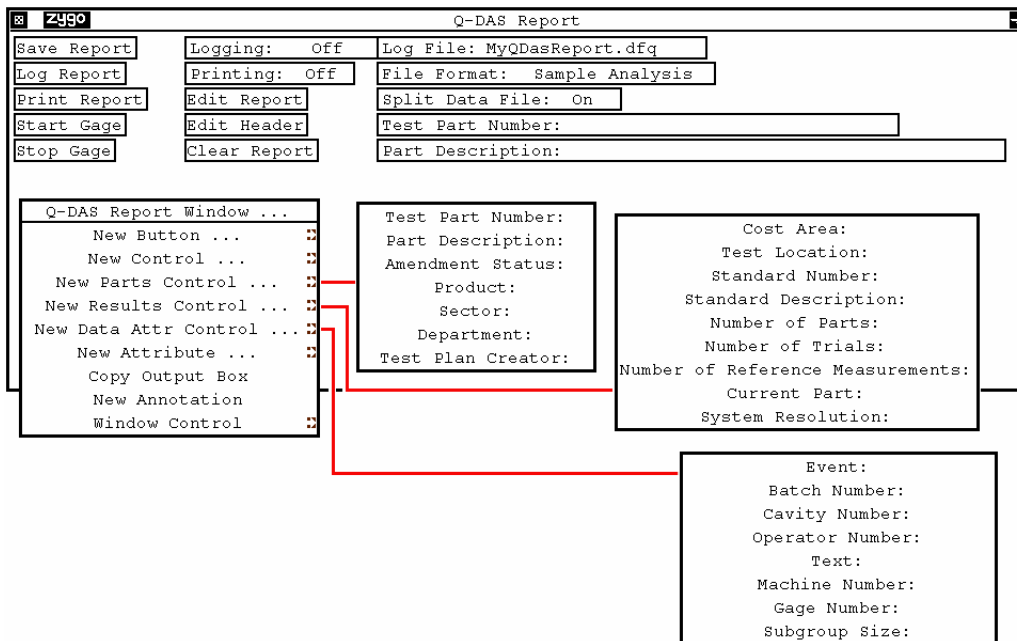 zygo Q-DAS Report
Save Report Logging: Off Log File: MyQDasReport.dfq
Log Report Printing: Off File Format: Sample Analysis
Print Report Edit Report Split Data File: On
Start Gage Edit Header Test Part Number:
Stop Gage Clear Report Part Description:
Q-DAS Report Window ...
New Button ...
New Control ...
New Parts Control ...
New Results Control ...
New Data Attr Control ...
New Attribute ...
Copy Output Box
New Annotation
Window Control
Test Part Number:
Part Description:
Amendment Status:
Product:
Sector:
Department:
Test Plan Creator:
Cost Area:
Test Location:
Standard Number:
Standard Description:
Number of Parts:
Number of Trials:
Number of Reference Measurements:
Current Part:
System Resolution:
Event:
Batch Number:
Cavity Number:
Operator Number:
Text:
Machine Number:
Gage Number:
Subgroup Size: